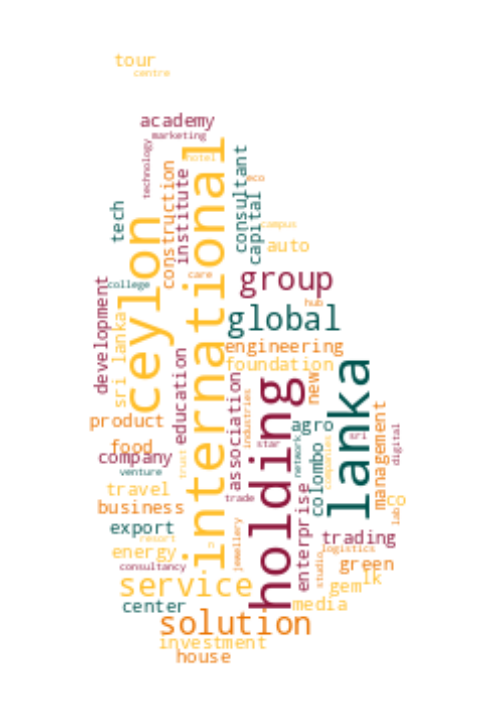 tour
centre
academy
marketing
technology
hotel
international
consultant
eco
construction
institute
capital
tech
ceylon
campus
auto
care
group
college
development
hub
global
sri lanka
engineering
foundation
education
lanka
new
association
holding
industries
product
agro
management
sri
digital
food
star
company
network
colombo
companies
venture
trust
travel
trade
enterprise
co
business
lab
export
jewellery
trading
resort
energy
n
logistics
consultancy
studio
green
lk
service
gem
center
media
solution
investment
house